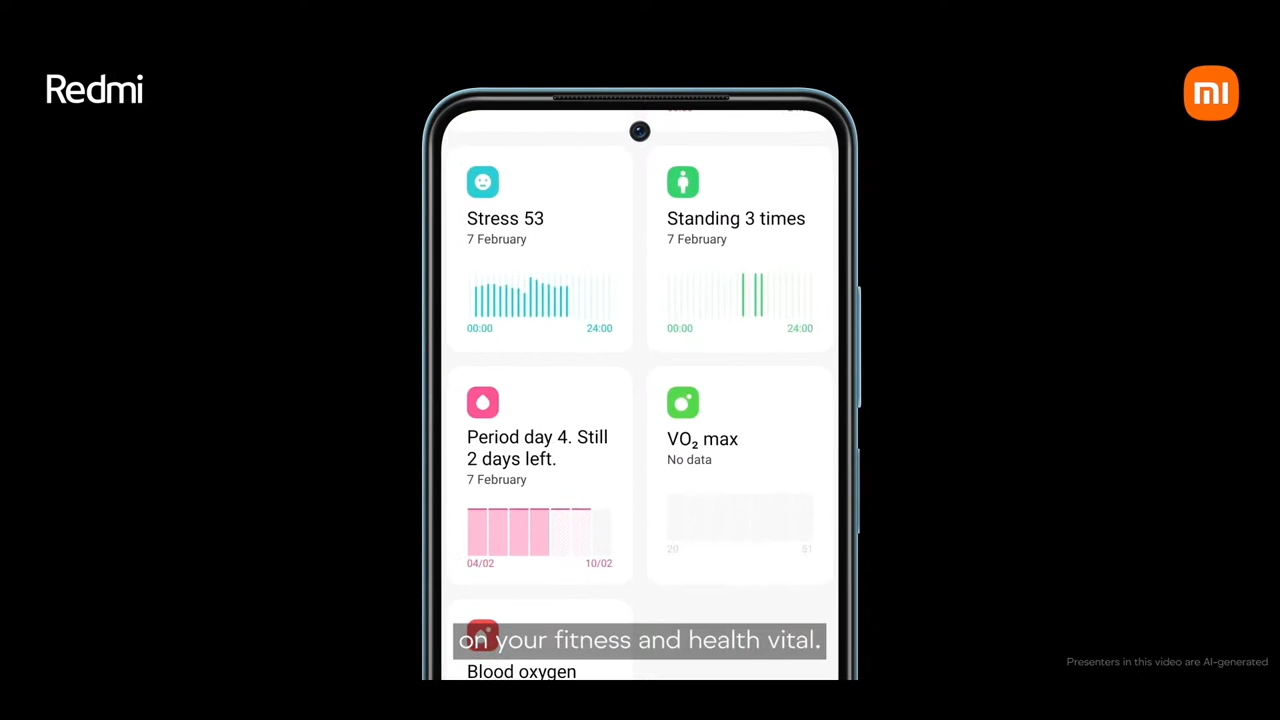 Redmi
mi
Stress 53
7 February
00:00
24:00
Standing 3 times
7 February
00:00
24:00
Period day 4. Still
2 days left.
7 February
04/02
10/02
VO₂ max
No data
20
51
on your fitness and health vital.
Blood oxygen
Presenters in this video are AI-generated